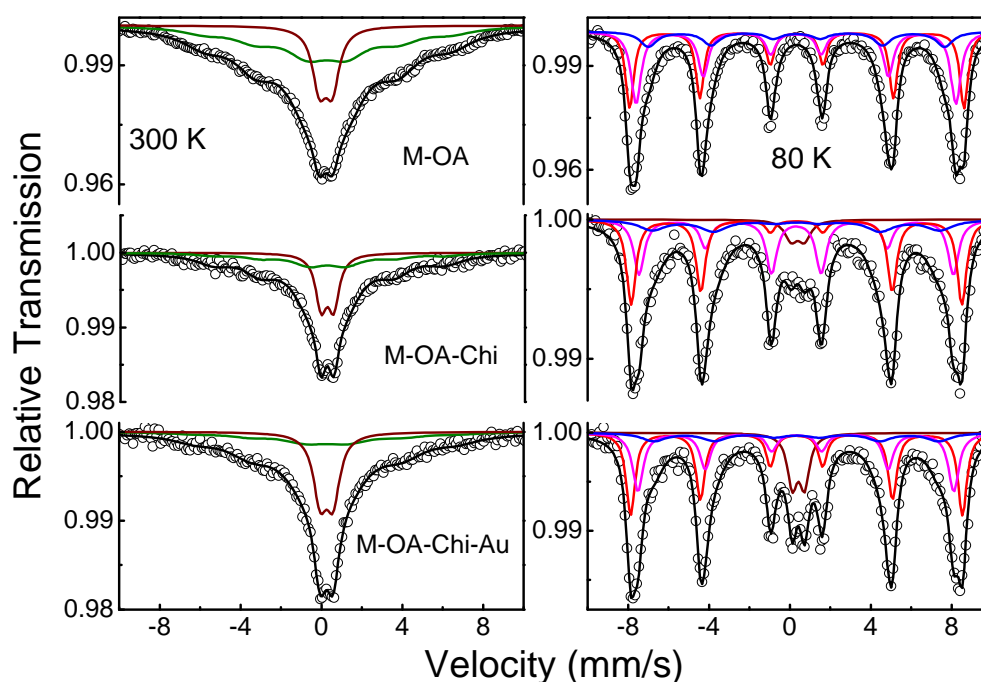 Relative Transmission
0.99
0.96
300 K
M-OA
0.99
0.96
80 K
1.00
0.99
0.98
M-OA-Chi
1.00
0.99
1.00
0.99
0.98
M-OA-Chi-Au
1.00
0.99
-8 -4 0 4 8
-8 -4 0 4 8
Velocity (mm/s)